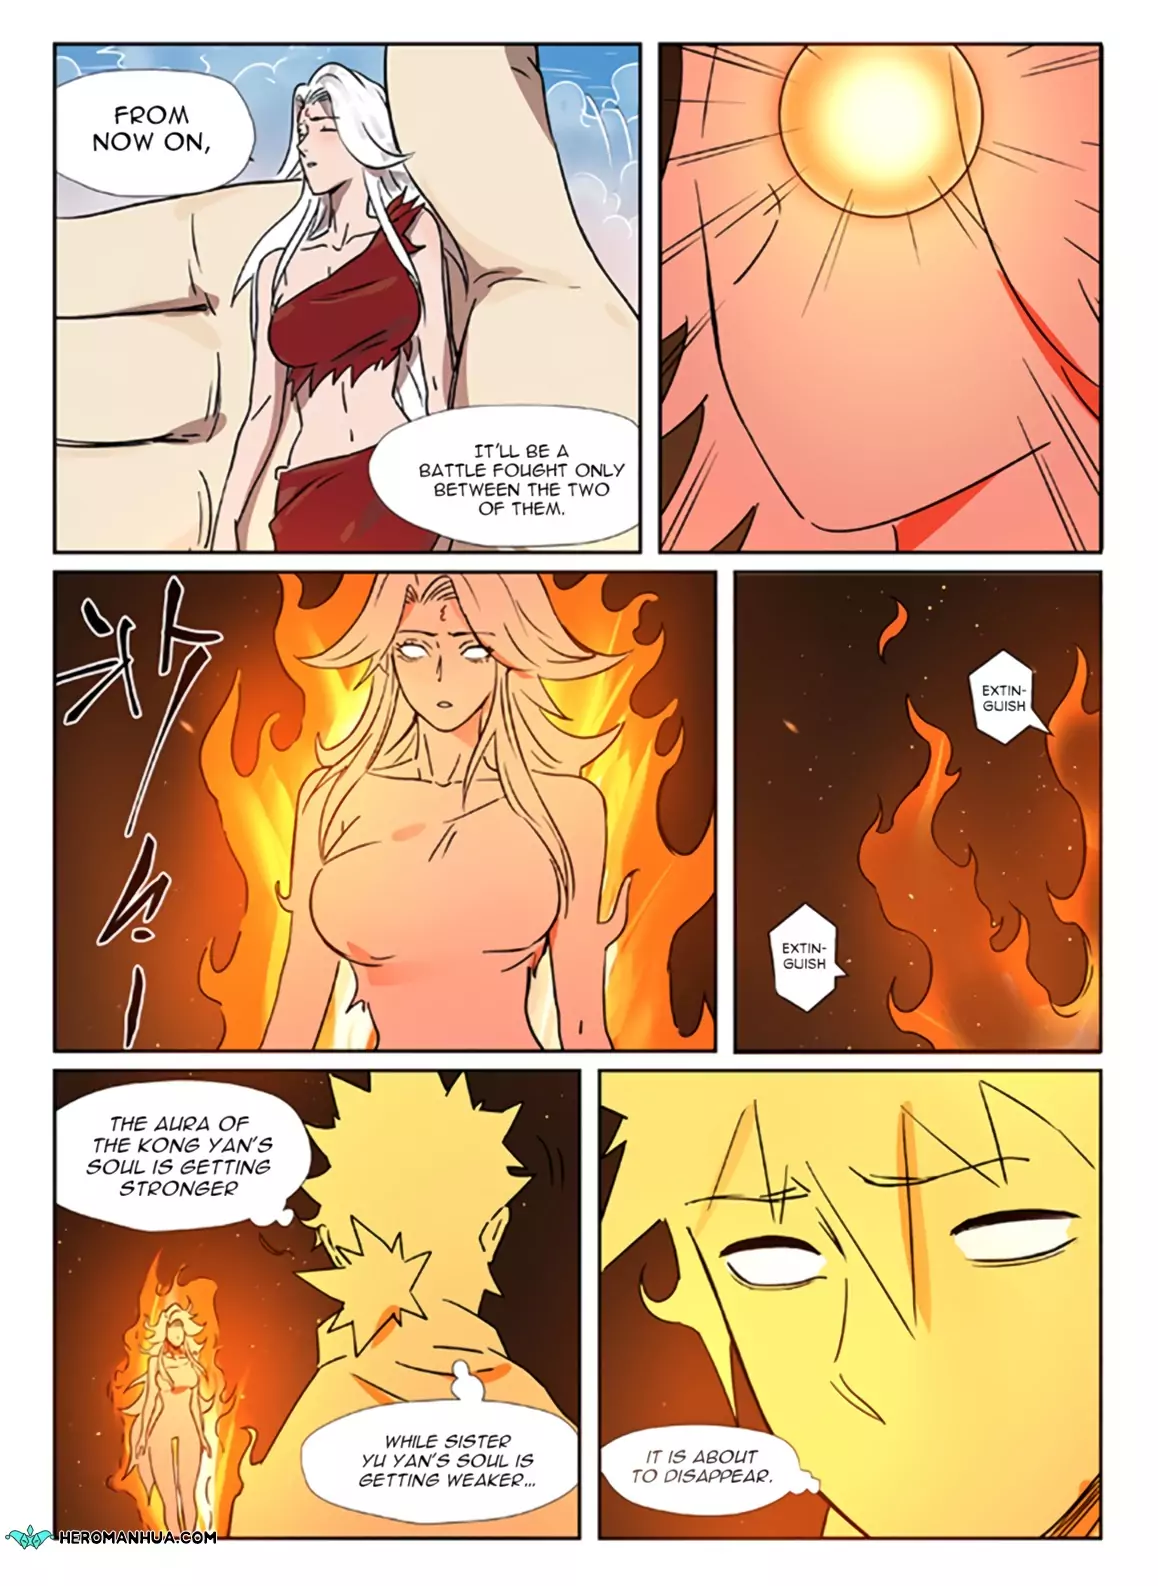 FROM
NOW ON,
IT'LL BE A
BATTLE FOUGHT ONLY
BETWEEN THE TWO
OF THEM.
EXTIN-
GUISH
EXTIN-
GUISH
THE AURA OF
THE KONG YAN'S
SOUL IS GETTING
STRONGER
WHILE SISTER
YU YAN'S SOUL IS
GETTING WEAKER...
IT IS ABOUT
TO DISAPPEAR.
HEROMANHUA.COM